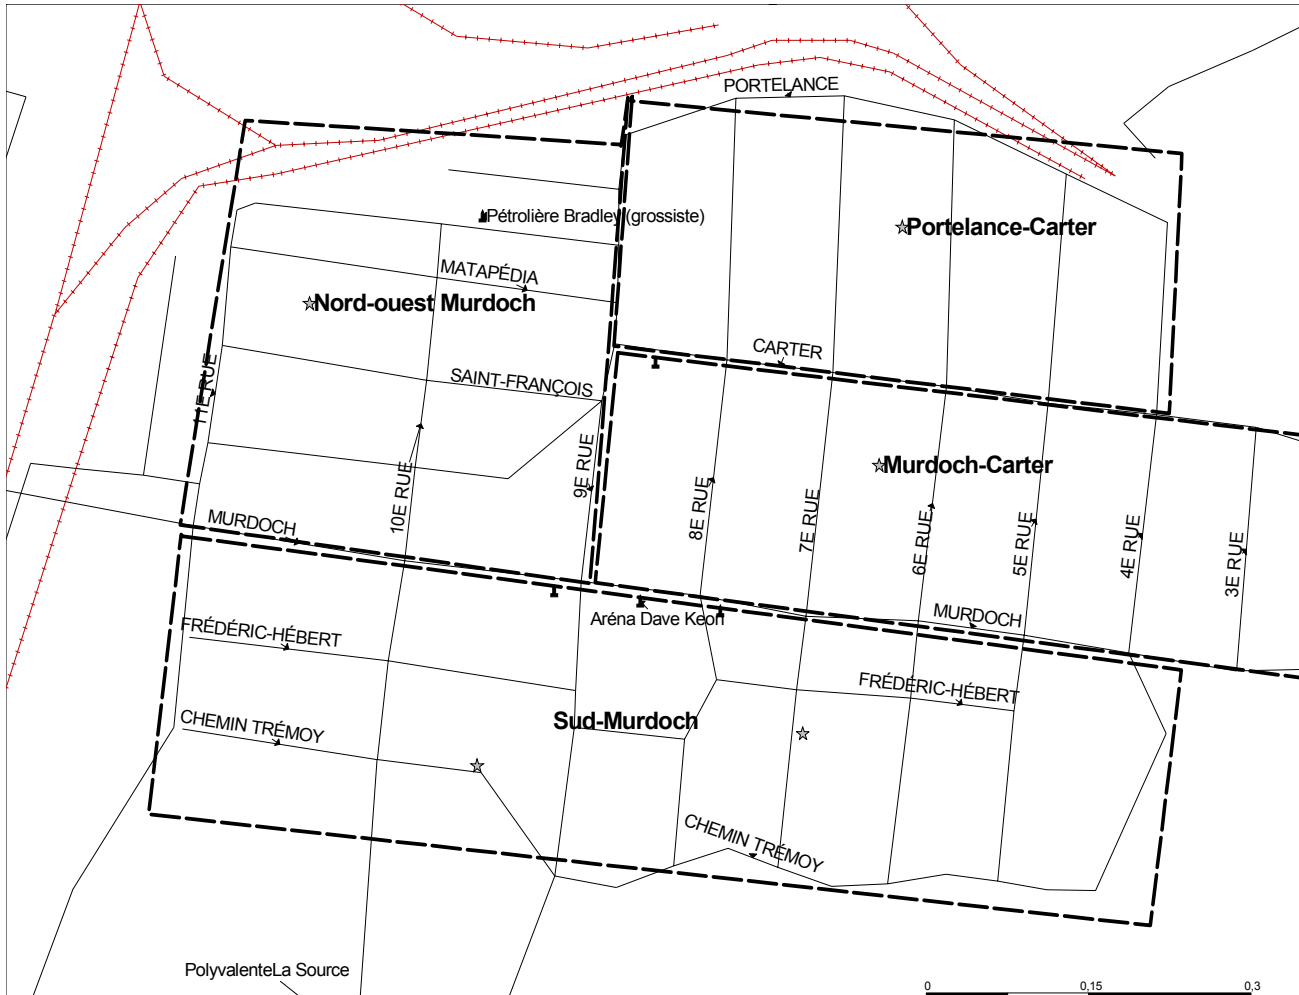 PORTELANCE
Pétrolière Bradley (grossiste)
Portelance-Carter
MATAPÉDIA
Nord-ouest Murdoch
CARTER
SAINT-FRANÇOIS
11E RUE
10E RUE
9E RUE
Murdoch-Carter
8E RUE
7E RUE
6E RUE
5E RUE
4E RUE
3E RUE
MURDOCH
Aréna Dave Keon
MURDOCH
FRÉDÉRIC-HÉBERT
FRÉDÉRIC-HÉBERT
Sud-Murdoch
CHEMIN TRÉMOY
CHEMIN TRÉMOY
PolyvalenteLa Source
0 0,15 0,3